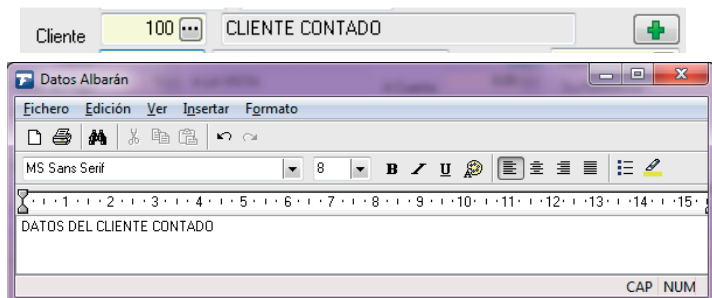 Cliente 100 ... CLIENTE CONTADO
Datos Albarán
Fichero Edición Ver Insertar Formato
MS Sans Serif 8 B I U
1 2 3 4 5 6 7 8 9 10 11 12 13 14 15
DATOS DEL CLIENTE CONTADO
CAP NUM